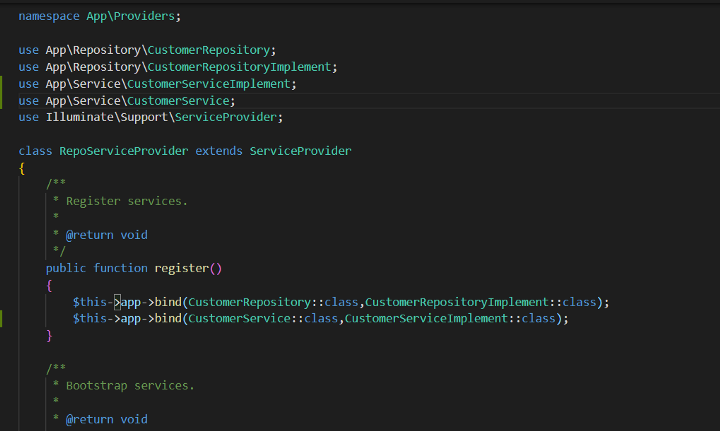 namespace App\Providers;
use App\Repository\CustomerRepository;
use App\Repository\CustomerRepositoryImplement;
use App\Service\CustomerServiceImplement;
use App\Service\CustomerService;
use Illuminate\Support\ServiceProvider;
class RepoServiceProvider extends ServiceProvider
{
/**
* Register services.
*
* @return void
*/
public function register()
{
$this->app->bind(CustomerRepository::class,CustomerRepositoryImplement::class);
$this->app->bind(CustomerService::class,CustomerServiceImplement::class);
}
/**
* Bootstrap services.
*
* @return void